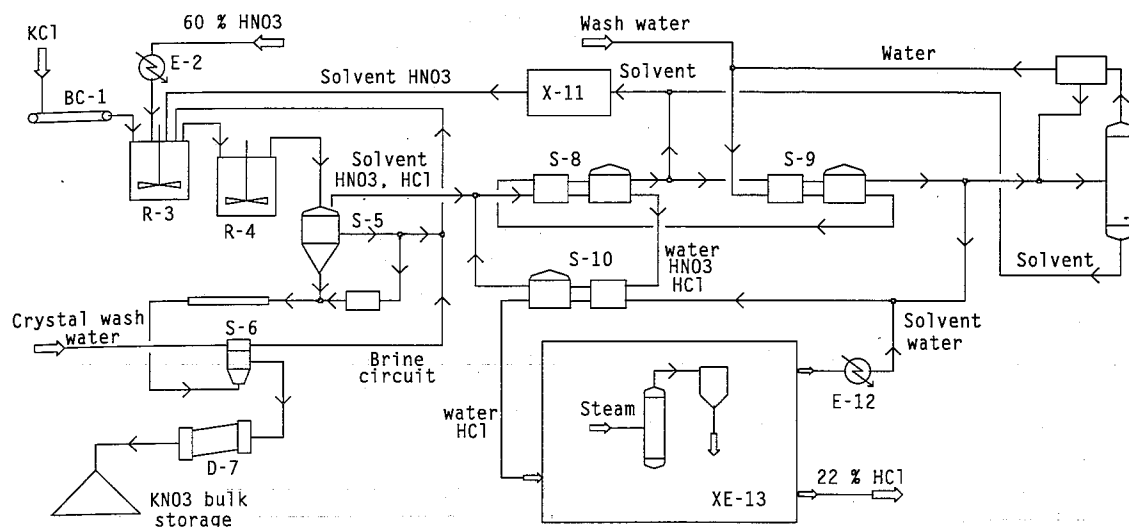 KCl
60 % HNO3
E-2
BC-1
Solvent HNO3
X-11
Solvent
Wash water
Water
R-3
R-4
Solvent
HNO3, HCl
S-5
S-8
S-9
S-10
water
HNO3
HCl
Solvent
Crystal wash
water
S-6
Brine
circuit
Solvent
water
E-12
water
HCl
Steam
XE-13
22 % HCl
D-7
KNO3 bulk
storage